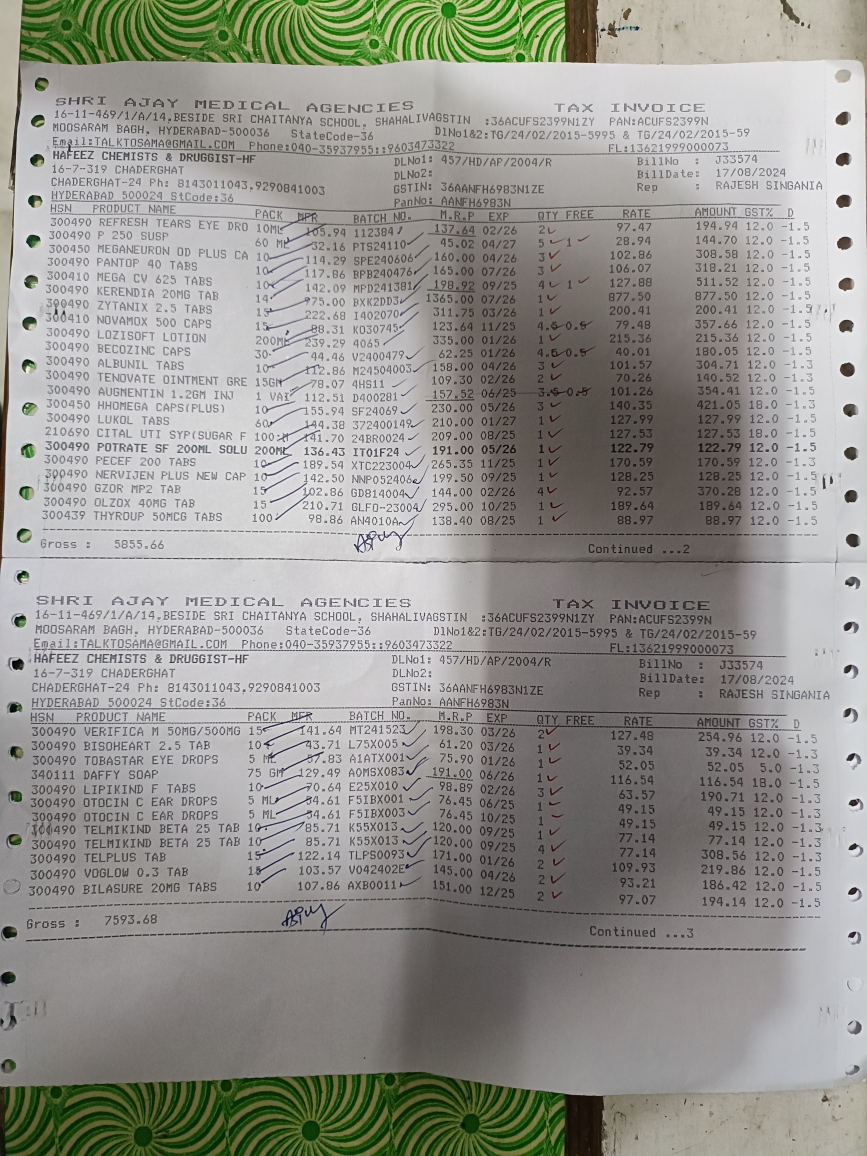 SHRI AJAY MEDICAL AGENCIES TAX INVOICE
16-11-469/1/A/14,BESIDE SRI CHAITANYA SCHOOL, SHAHALIVAGSTIN :36ACUFS2399N1ZY PAN:ACUFS2399N
MOOSARAM BAGH, HYDERABAD-500036 StateCode-36 DlNo1&2:TG/24/02/2015-5995 & TG/24/02/2015-59
Email:TALKTOSAMA@GMAIL.COM Phone:040-35937955::9603473322 FL:13621999000073
HAFEEZ CHEMISTS & DRUGGIST-HF DLNo1: 457/HD/AP/2004/R BillNo : J33574
16-7-319 CHADERGHAT DLNo2: BillDate: 17/08/2024
CHADERGHAT-24 Ph: 8143011043,9290841003 GSTIN: 36AANFH6983N1ZE Rep : RAJESH SINGANIA
HYDERABAD 500024 StCode:36 PanNo: AANFH6983N
HSN PRODUCT NAME PACK MFR BATCH NO. M.R.P EXP QTY FREE RATE AMOUNT GST% D
300490 REFRESH TEARS EYE DRO 10ML 105.94 112384 137.64 02/26 2 97.47 194.94 12.0 -1.5
300490 P 250 SUSP 60 ML 32.16 PTS24110 45.02 04/27 5 1 28.94 144.70 12.0 -1.5
300450 MEGANEURON OD PLUS CA 10 114.29 SPE240606 160.00 04/26 3 102.86 308.58 12.0 -1.5
300490 PANTOP 40 TABS 10 117.86 BPB240476 165.00 07/26 3 106.07 318.21 12.0 -1.5
300410 MEGA CV 625 TABS 10 142.09 MPD241381 198.92 09/25 4 1 127.88 511.52 12.0 -1.5
300490 KERENDIA 20MG TAB 14 975.00 BXK2DD3 1365.00 07/26 1 877.50 877.50 12.0 -1.5
300490 ZYTANIX 2.5 TABS 15 222.68 I402070 311.75 03/26 1 200.41 200.41 12.0 -1.5
300410 NOVAMOX 500 CAPS 15 88.31 KO30745 123.64 11/25 4.5 0.5 79.48 357.66 12.0 -1.5
300490 LOZISOFT LOTION 200ML 239.29 4065 335.00 01/26 1 215.36 215.36 12.0 -1.5
300490 BECOZINC CAPS 30 44.46 V2400479 62.25 01/26 4.5 0.5 40.01 180.05 12.0 -1.5
300490 ALBUNIL TABS 10 112.86 M24504003 158.00 04/26 3 101.57 304.71 12.0 -1.3
300490 TENOVATE OINTMENT GRE 15GM 78.07 4HS11 109.30 02/26 2 70.26 140.52 12.0 -1.3
300490 AUGMENTIN 1.2GM INJ 1 VAI 112.51 D400281 157.52 06/25 3.5 0.5 101.26 354.41 12.0 -1.5
300450 HHOMEGA CAPS(PLUS) 10 155.94 SF24069 230.00 05/26 3 140.35 421.05 18.0 -1.3
300490 LUKOL TABS 60 144.38 372400149 210.00 01/27 1 127.99 127.99 12.0 -1.5
210690 CITAL UTI SYP(SUGAR F 100 M 141.70 24BR0024 209.00 08/25 1 127.53 127.53 18.0 -1.5
300490 POTRATE SF 200ML SOLU 200ML 136.43 IT01F24 191.00 05/26 1 122.79 122.79 12.0 -1.5
300490 PECEF 200 TABS 10 189.54 XTC223004 265.35 11/25 1 170.59 170.59 12.0 -1.3
300490 NERVIJEN PLUS NEW CAP 10 142.50 NNP052406 199.50 09/25 1 128.25 128.25 12.0 -1.5
300490 GZOR MP2 TAB 15 102.86 GD814004 144.00 02/26 4 92.57 370.28 12.0 -1.5
300490 OLZOX 40MG TAB 15 210.71 GLFO-23004 295.00 10/25 1 189.64 189.64 12.0 -1.5
300439 THYROUP 50MCG TABS 100 98.86 AN4010A 138.40 08/25 1 88.97 88.97 12.0 -1.5
Gross : 5855.66 Continued ...2
SHRI AJAY MEDICAL AGENCIES TAX INVOICE
16-11-469/1/A/14,BESIDE SRI CHAITANYA SCHOOL, SHAHALIVAGSTIN :36ACUFS2399N1ZY PAN:ACUFS2399N
MOOSARAM BAGH, HYDERABAD-500036 StateCode-36 DlNo1&2:TG/24/02/2015-5995 & TG/24/02/2015-59
Email:TALKTOSAMA@GMAIL.COM Phone:040-35937955::9603473322 FL:13621999000073
HAFEEZ CHEMISTS & DRUGGIST-HF DLNo1: 457/HD/AP/2004/R BillNo : J33574
16-7-319 CHADERGHAT DLNo2: BillDate: 17/08/2024
CHADERGHAT-24 Ph: 8143011043,9290841003 GSTIN: 36AANFH6983N1ZE Rep : RAJESH SINGANIA
HYDERABAD 500024 StCode:36 PanNo: AANFH6983N
HSN PRODUCT NAME PACK MFR BATCH NO. M.R.P EXP QTY FREE RATE AMOUNT GST% D
300490 VERIFICA M 50MG/500MG 15 141.64 MT241523 198.30 03/26 2 127.48 254.96 12.0 -1.5
300490 BISOHEART 2.5 TAB 10 43.71 L75X005 61.20 03/26 1 39.34 39.34 12.0 -1.5
300490 TOBASTAR EYE DROPS 5 ML 57.83 A1ATX001 75.90 01/26 1 52.05 52.05 5.0 -1.3
340111 DAFFY SOAP 75 GM 129.49 AOMSX083 191.00 06/26 1 116.54 116.54 18.0 -1.5
300490 LIPIKIND F TABS 10 70.64 E25X010 98.89 02/26 3 63.57 190.71 12.0 -1.3
300490 OTOCIN C EAR DROPS 5 ML 54.61 F5IBX001 76.45 06/25 1 49.15 49.15 12.0 -1.3
300490 OTOCIN C EAR DROPS 5 ML 54.61 F5IBX003 76.45 10/25 1 49.15 49.15 12.0 -1.3
300490 TELMIKIND BETA 25 TAB 10 85.71 K55X013 120.00 09/25 1 77.14 77.14 12.0 -1.3
300490 TELMIKIND BETA 25 TAB 10 85.71 K55X013 120.00 09/25 4 77.14 308.56 12.0 -1.3
300490 TELPLUS TAB 15 122.14 TLPS0093 171.00 01/26 2 109.93 219.86 12.0 -1.5
300490 VOGLOW 0.3 TAB 15 103.57 V042402E 145.00 04/26 2 93.21 186.42 12.0 -1.5
300490 BILASURE 20MG TABS 10 107.86 AXB0011 151.00 12/25 2 97.07 194.14 12.0 -1.5
Gross : 7593.68 Continued ...3